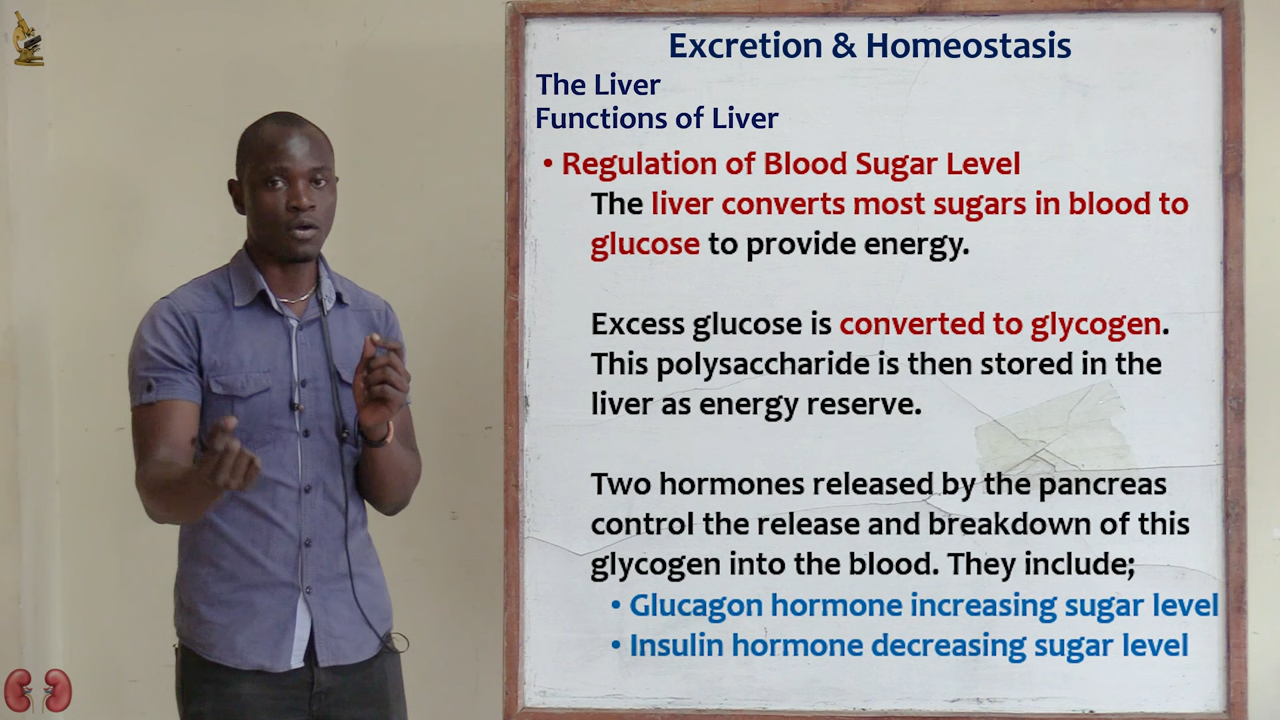 Excretion & Homeostasis
The Liver
Functions of Liver
• Regulation of Blood Sugar Level
The liver converts most sugars in blood to
glucose to provide energy.
Excess glucose is converted to glycogen.
This polysaccharide is then stored in the
liver as energy reserve.
Two hormones released by the pancreas
control the release and breakdown of this
glycogen into the blood. They include;
• Glucagon hormone increasing sugar level
• Insulin hormone decreasing sugar level